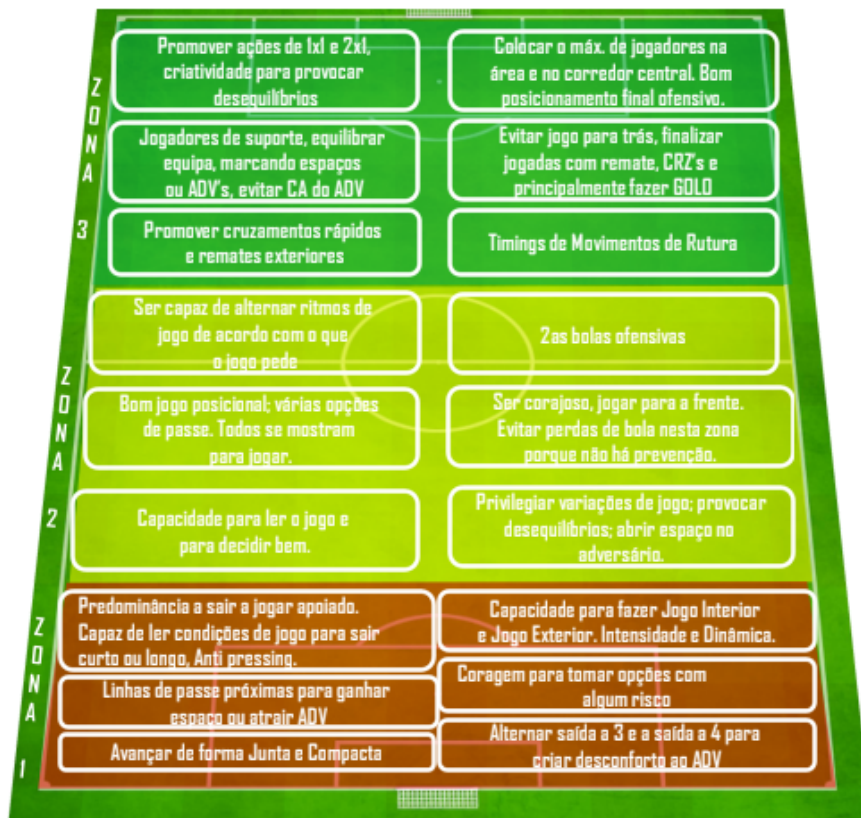 ZONA 3
Promover ações de 1x1 e 2x1,
criatividade para provocar
desequilíbrios
Colocar o máx. de jogadores na
área e no corredor central. Bom
posicionamento final ofensivo.
Jogadores de suporte, equilibrar
equipa, marcando espaços
ou ADV's, evitar CA do ADV
Evitar jogo para trás, finalizar
jogadas com remate, CRZ's e
principalmente fazer GOLO
Promover cruzamentos rápidos
e remates exteriores
Timings de Movimentos de Rutura
ZONA 2
Ser capaz de alternar ritmos de
jogo de acordo com o que
o jogo pede
2as bolas ofensivas
Bom jogo posicional; várias opções
de passe. Todos se mostram
para jogar.
Ser corajoso, jogar para a frente.
Evitar perdas de bola nesta zona
porque não há prevenção.
Capacidade para ler o jogo e
para decidir bem.
Privilegiar variações de jogo; provocar
desequilíbrios; abrir espaço no
adversário.
ZONA 1
Predominância a sair a jogar apoiado.
Capaz de ler condições de jogo para sair
curto ou longo, Anti pressing.
Capacidade para fazer Jogo Interior
e Jogo Exterior. Intensidade e Dinâmica.
Linhas de passe próximas para ganhar
espaço ou atrair ADV
Coragem para tomar opções com
algum risco
Avançar de forma Junta e Compacta
Alternar saída a 3 e a saída a 4 para
criar desconforto ao ADV